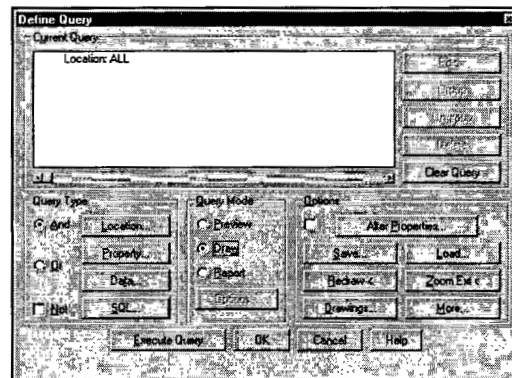 Define Query
Current Query
Location: ALL
Clear Query
Query Type
And
Or
Not
Location...
Property...
Data...
SQL...
Query Mode
Preview
Draw
Report
Options
Options
Alter Properties...
Save...
Load...
Redraw <
Zoom Ext <
Drawings...
More...
Execute Query
OK
Cancel
Help